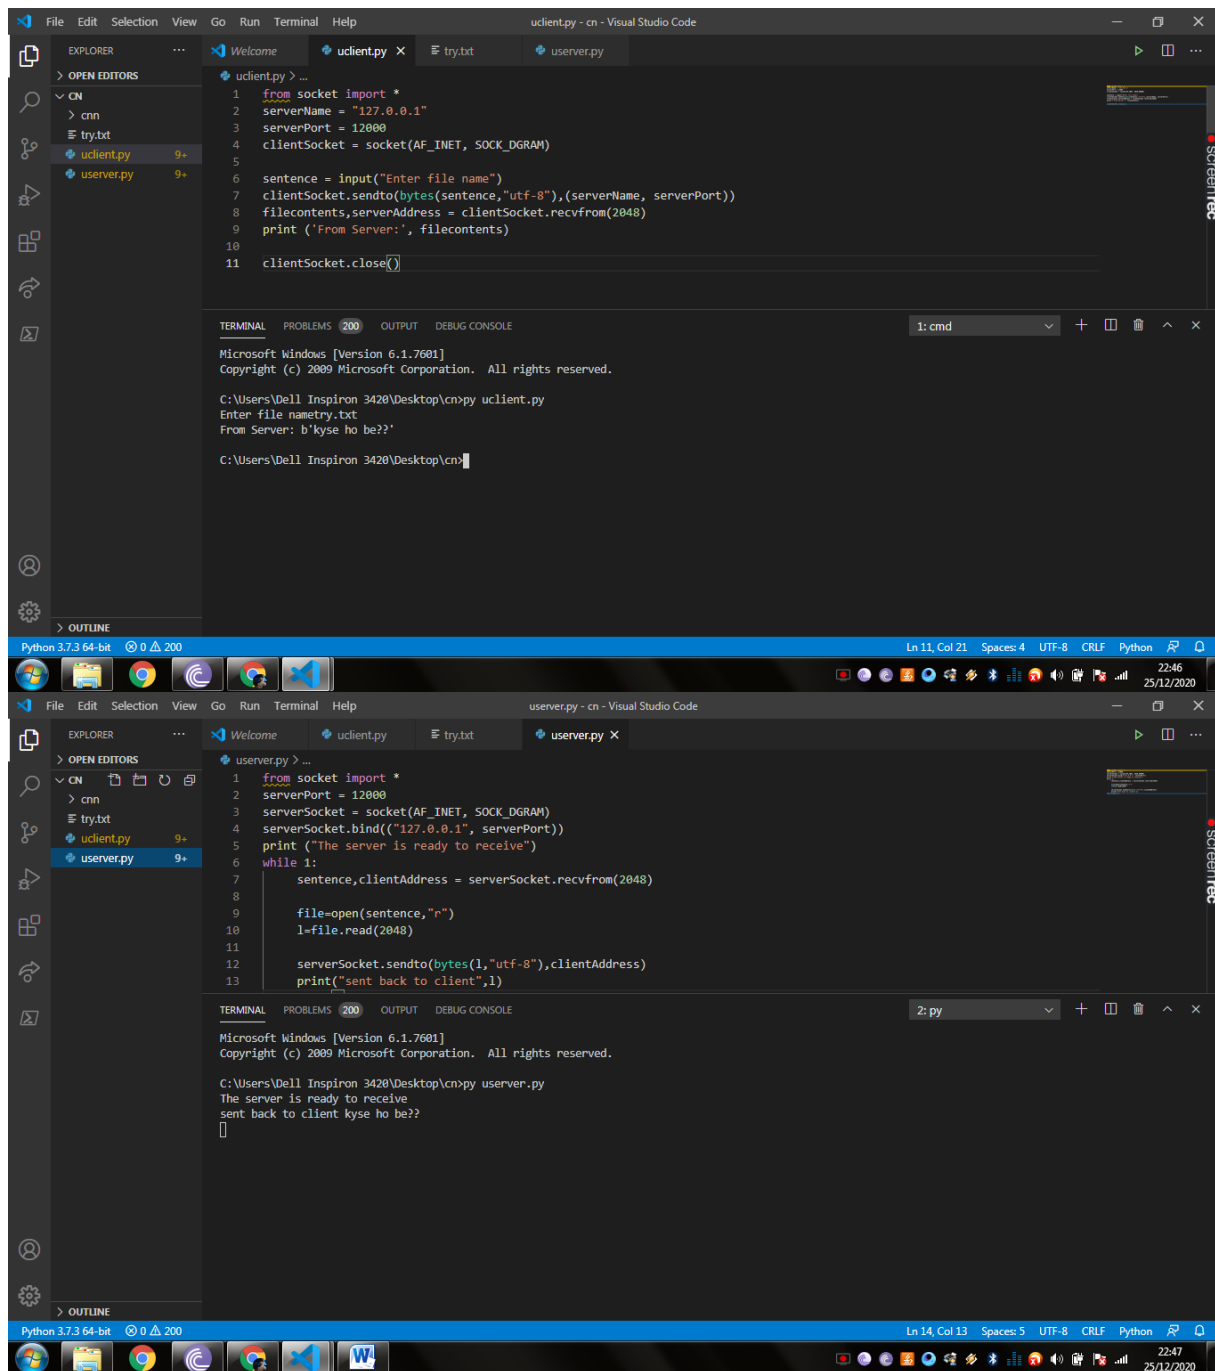 File Edit Selection View Go Run Terminal Help uclient.py - cn - Visual Studio Code
EXPLORER
Welcome uclient.py try.txt userver.py
OPEN EDITORS
CN
cnn
try.txt
uclient.py 9+
userver.py 9+
uclient.py > ...
1 from socket import *
2 serverName = "127.0.0.1"
3 serverPort = 12000
4 clientSocket = socket(AF_INET, SOCK_DGRAM)
5
6 sentence = input("Enter file name")
7 clientSocket.sendto(bytes(sentence,"utf-8"),(serverName, serverPort))
8 filecontents,serverAddress = clientSocket.recvfrom(2048)
9 print ('From Server:', filecontents)
10
11 clientSocket.close()
screenrec
TERMINAL PROBLEMS 200 OUTPUT DEBUG CONSOLE 1: cmd
Microsoft Windows [Version 6.1.7601]
Copyright (c) 2009 Microsoft Corporation. All rights reserved.
C:\Users\Dell Inspiron 3420\Desktop\cn>py uclient.py
Enter file nametry.txt
From Server: b'kyse ho be??'
C:\Users\Dell Inspiron 3420\Desktop\cn>
OUTLINE
Python 3.7.3 64-bit 0 200 Ln 11, Col 21 Spaces: 4 UTF-8 CRLF Python
22:46
25/12/2020
File Edit Selection View Go Run Terminal Help userver.py - cn - Visual Studio Code
EXPLORER
Welcome uclient.py try.txt userver.py
OPEN EDITORS
CN
cnn
try.txt
uclient.py 9+
userver.py 9+
userver.py > ...
1 from socket import *
2 serverPort = 12000
3 serverSocket = socket(AF_INET, SOCK_DGRAM)
4 serverSocket.bind(("127.0.0.1", serverPort))
5 print ("The server is ready to receive")
6 while 1:
7 sentence,clientAddress = serverSocket.recvfrom(2048)
8
9 file=open(sentence,"r")
10 l=file.read(2048)
11
12 serverSocket.sendto(bytes(l,"utf-8"),clientAddress)
13 print("sent back to client",l)
screenrec
TERMINAL PROBLEMS 200 OUTPUT DEBUG CONSOLE 2: py
Microsoft Windows [Version 6.1.7601]
Copyright (c) 2009 Microsoft Corporation. All rights reserved.
C:\Users\Dell Inspiron 3420\Desktop\cn>py userver.py
The server is ready to receive
sent back to client kyse ho be??
OUTLINE
Python 3.7.3 64-bit 0 200 Ln 14, Col 13 Spaces: 5 UTF-8 CRLF Python
22:47
25/12/2020